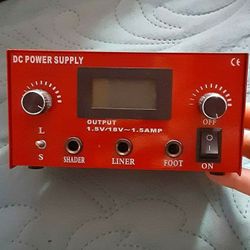 DC POWER SUPPLY CE
OUTPUT
1.5V/18V~1.5AMP
OFF
L
S
SHADER LINER FOOT ON